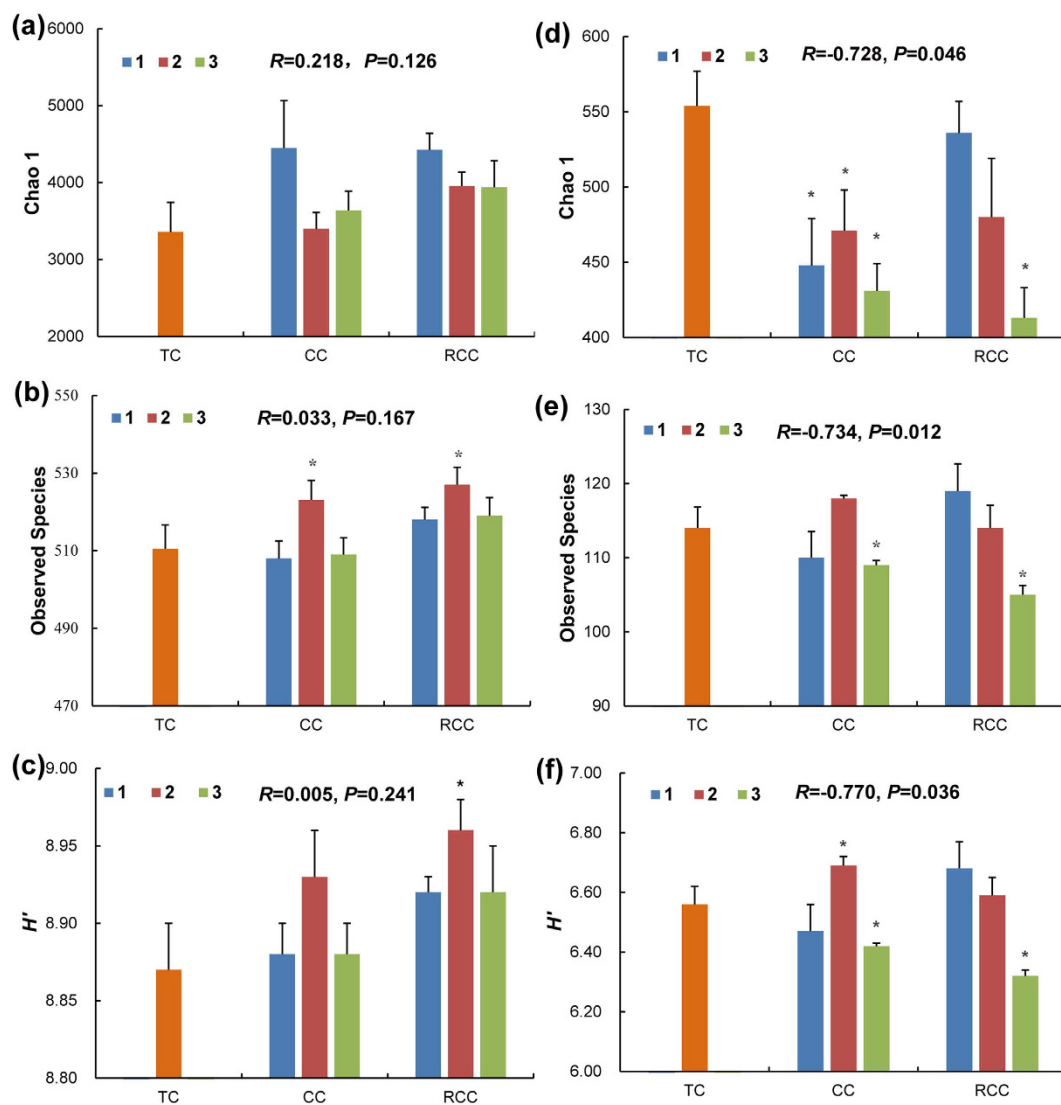 (a)
6000
5000
4000
3000
2000
Chao 1
1 2 3
R=0.218, P=0.126
*
TC CC RCC
(d)
600
550
500
450
400
Chao 1
1 2 3
R=-0.728, P=0.046
* * * *
TC CC RCC
(b)
550
530
510
490
470
Observed Species
1 2 3
R=0.033, P=0.167
* *
TC CC RCC
(e)
130
120
110
100
90
Observed Species
1 2 3
R=-0.734, P=0.012
* *
TC CC RCC
(c)
9.00
8.95
8.90
8.85
8.80
H'
1 2 3
R=0.005, P=0.241
*
TC CC RCC
(f)
7.00
6.80
6.60
6.40
6.20
6.00
H'
1 2 3
R=-0.770, P=0.036
* * *
TC CC RCC